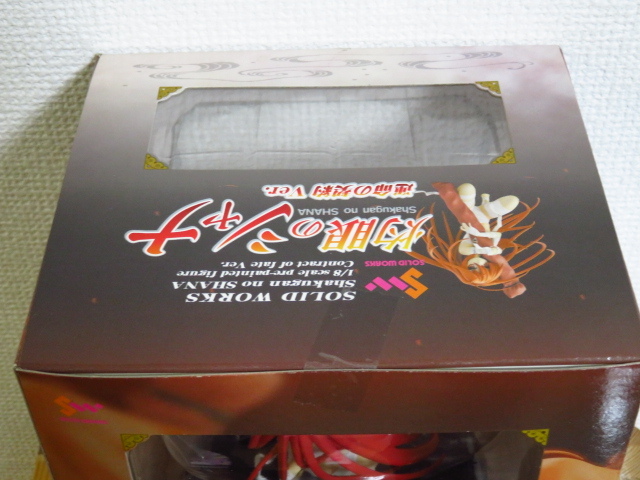 灼眼のシャナ
Shakugan no SHANA
運命の契約 Ver.
SOLID WORKS
SOLID WORKS
Shakugan no SHANA
1/8 scale pre-painted figure
Contract of fate Ver.